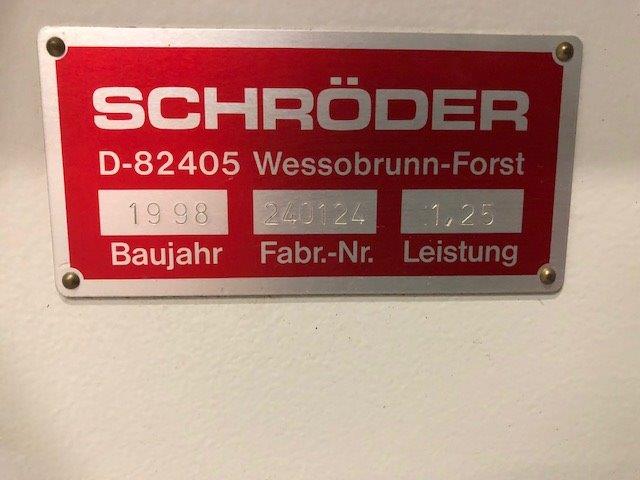 SCHRÖDER
D-82405 Wessobrunn-Forst
1998 240124 1,25
Baujahr Fabr.-Nr. Leistung